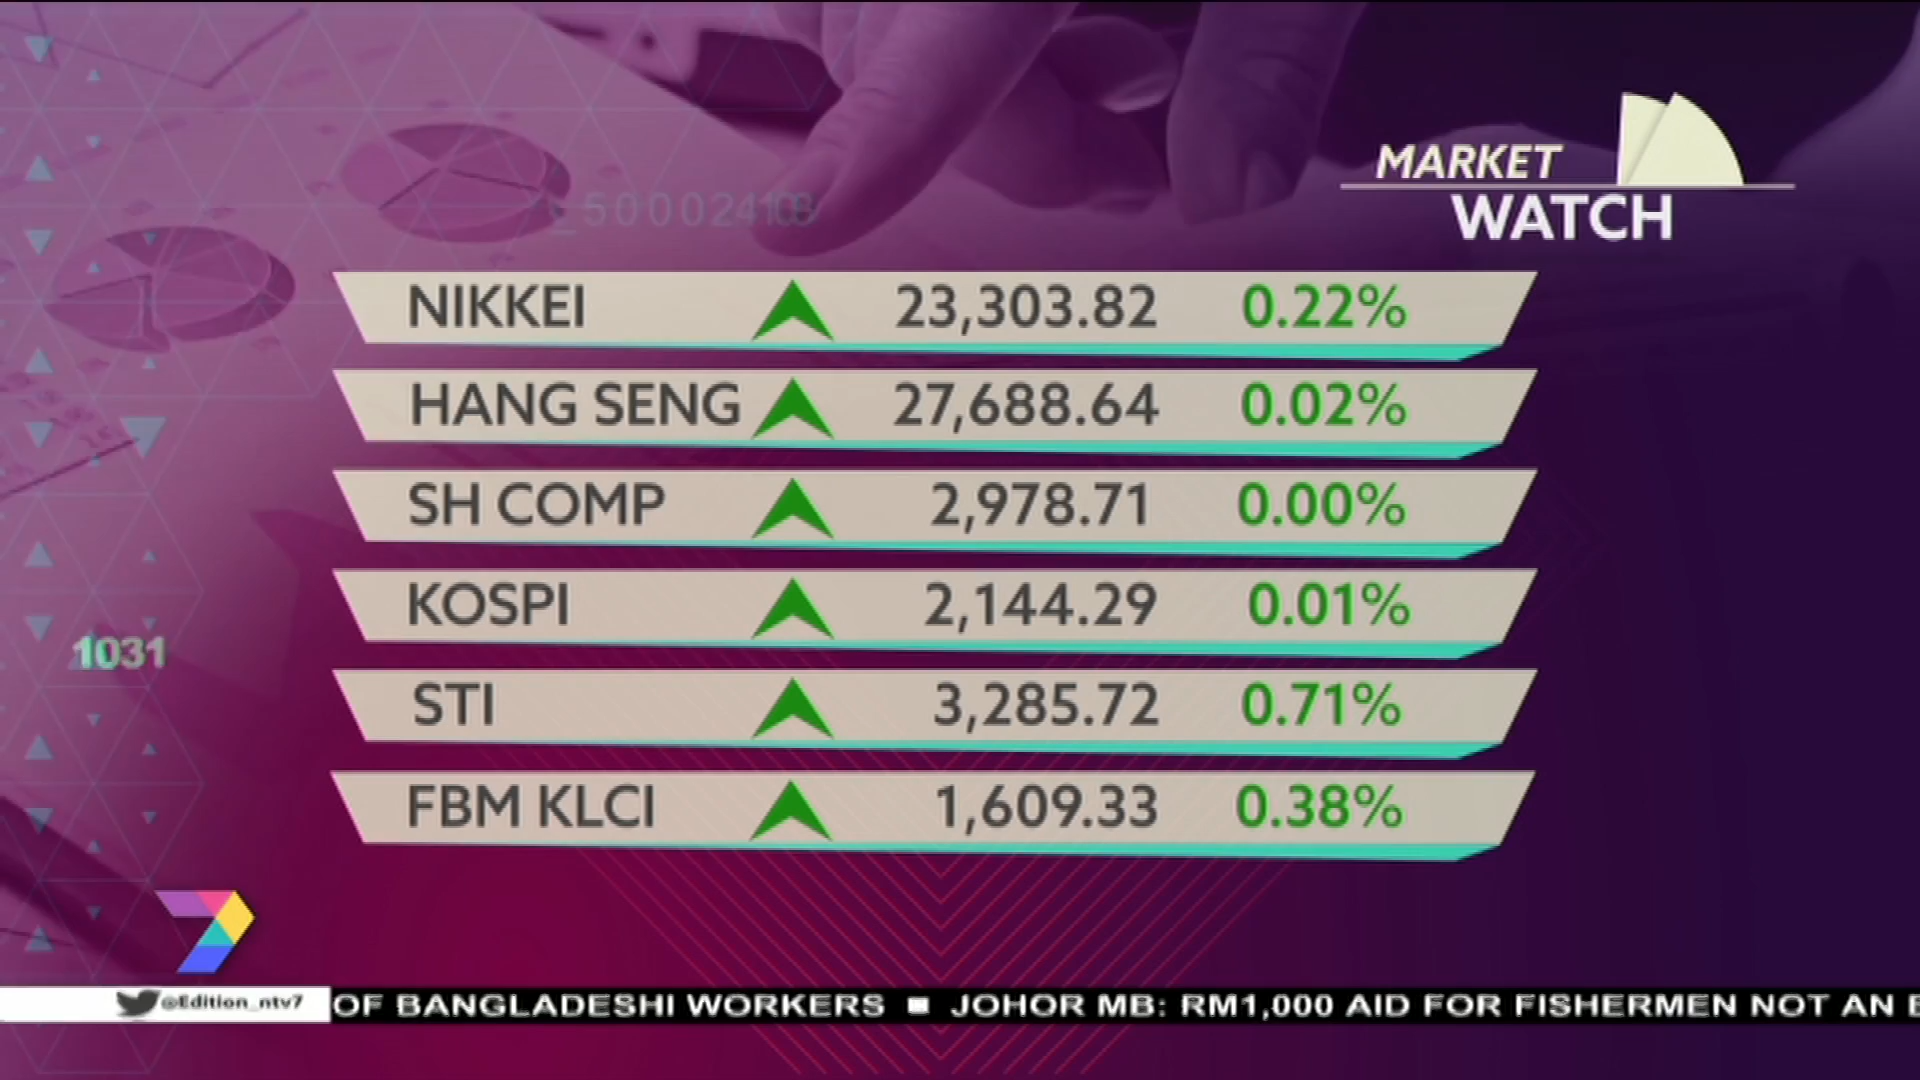 _50002410
MARKET
WATCH
NIKKEI 23,303.82 0.22%
HANG SENG 27,688.64 0.02%
SH COMP 2,978.71 0.00%
KOSPI 2,144.29 0.01%
STI 3,285.72 0.71%
FBM KLCI 1,609.33 0.38%
1031
@Edition_ntv7 OF BANGLADESHI WORKERS ■ JOHOR MB: RM1,000 AID FOR FISHERMEN NOT AN